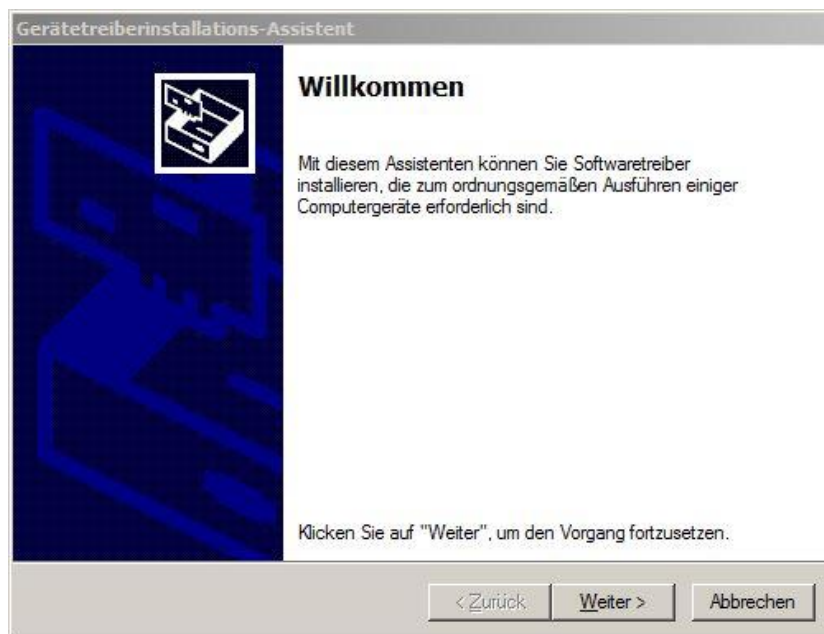 Gerätetreiberinstallations-Assistent
Willkommen
Mit diesem Assistenten können Sie Softwaretreiber
installieren, die zum ordnungsgemäßen Ausführen einiger
Computergeräte erforderlich sind.
Klicken Sie auf "Weiter", um den Vorgang fortzusetzen.
< Zurück
Weiter >
Abbrechen